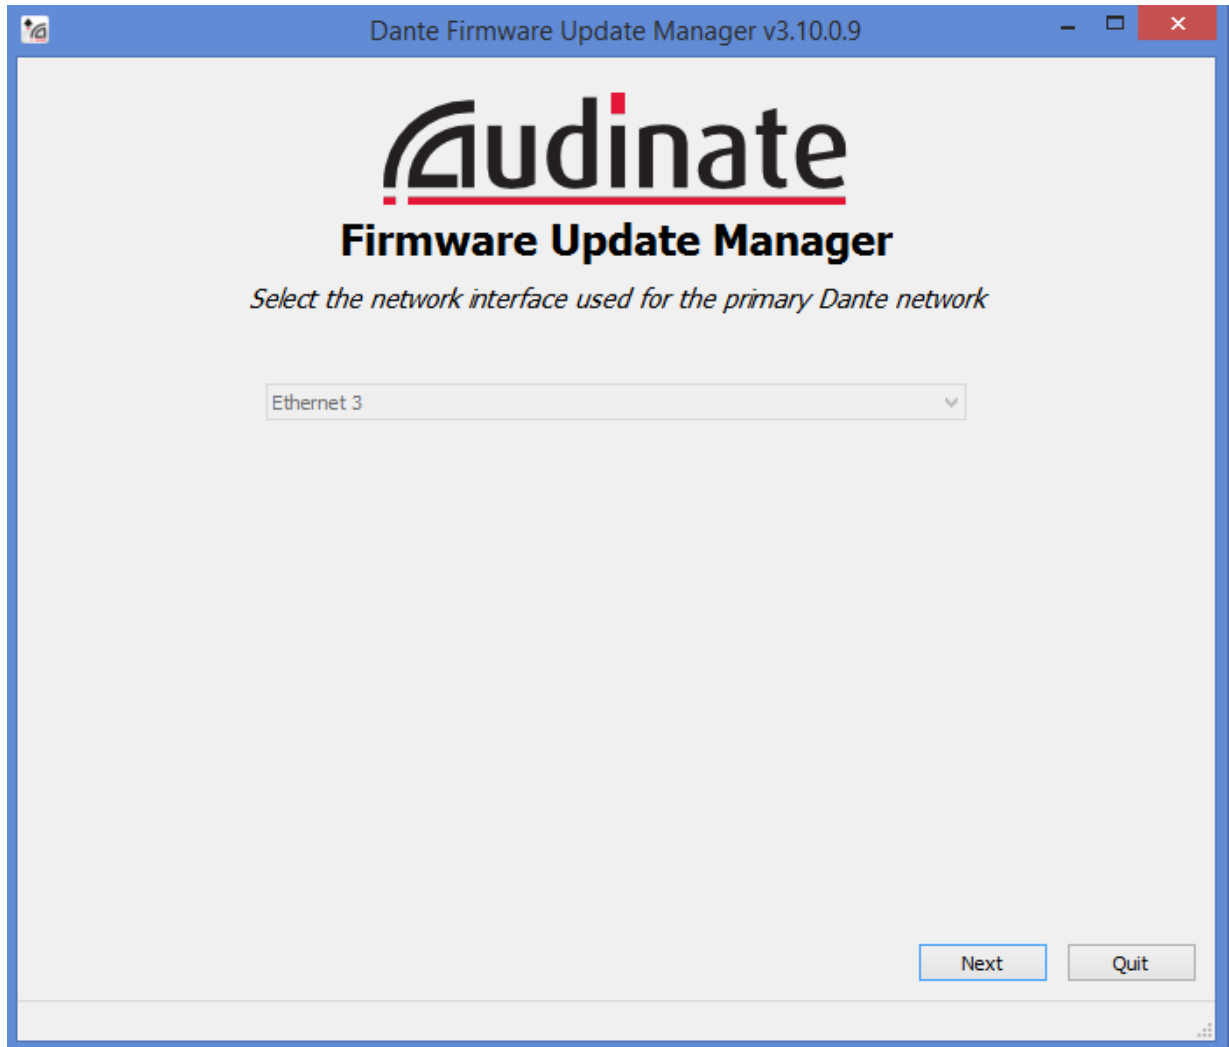 Dante Firmware Update Manager v3.10.0.9
Audinate
Firmware Update Manager
Select the network interface used for the primary Dante network
Ethernet 3
Next
Quit